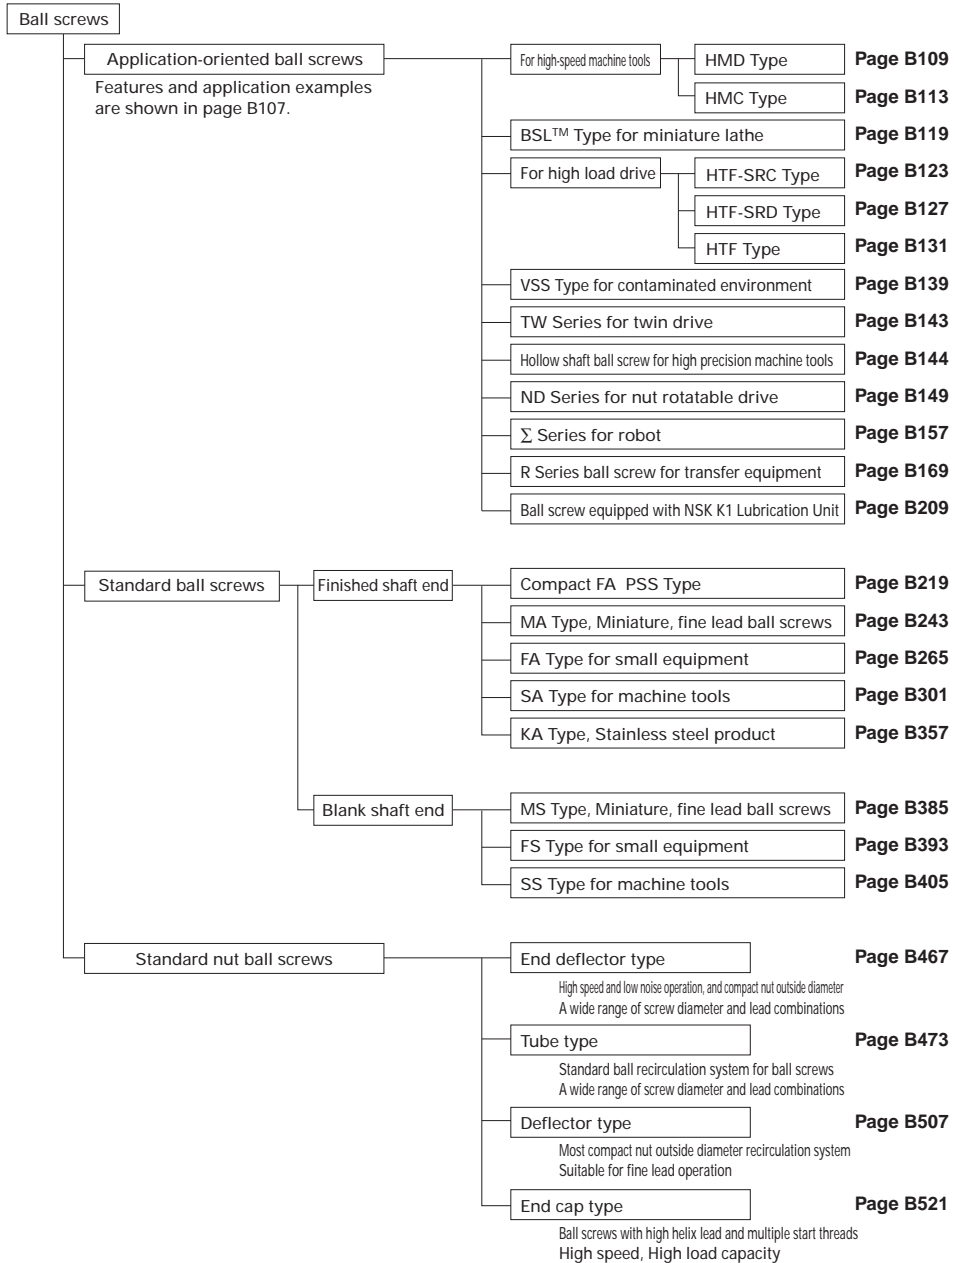 Ball screws
Application-oriented ball screws
Features and application examples
are shown in page B107.
For high-speed machine tools
HMD Type
Page B109
HMC Type
Page B113
BSL™ Type for miniature lathe
Page B119
For high load drive
HTF-SRC Type
Page B123
HTF-SRD Type
Page B127
HTF Type
Page B131
VSS Type for contaminated environment
Page B139
TW Series for twin drive
Page B143
Hollow shaft ball screw for high precision machine tools
Page B144
ND Series for nut rotatable drive
Page B149
Σ Series for robot
Page B157
R Series ball screw for transfer equipment
Page B169
Ball screw equipped with NSK K1 Lubrication Unit
Page B209
Standard ball screws
Finished shaft end
Compact FA PSS Type
Page B219
MA Type, Miniature, fine lead ball screws
Page B243
FA Type for small equipment
Page B265
SA Type for machine tools
Page B301
KA Type, Stainless steel product
Page B357
Blank shaft end
MS Type, Miniature, fine lead ball screws
Page B385
FS Type for small equipment
Page B393
SS Type for machine tools
Page B405
Standard nut ball screws
End deflector type
Page B467
High speed and low noise operation, and compact nut outside diameter
A wide range of screw diameter and lead combinations
Tube type
Page B473
Standard ball recirculation system for ball screws
A wide range of screw diameter and lead combinations
Deflector type
Page B507
Most compact nut outside diameter recirculation system
Suitable for fine lead operation
End cap type
Page B521
Ball screws with high helix lead and multiple start threads
High speed, High load capacity